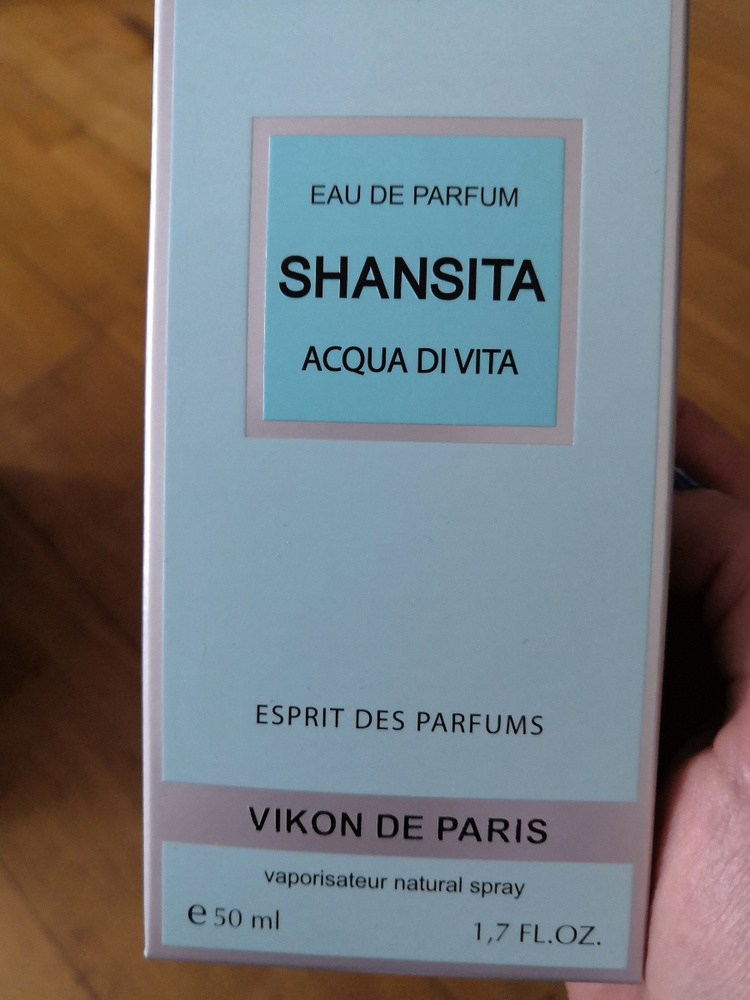 EAU DE PARFUM
SHANSITA
ACQUA DI VITA
ESPRIT DES PARFUMS
VIKON DE PARIS
vaporisateur natural spray
e 50 ml 1,7 FL.OZ.